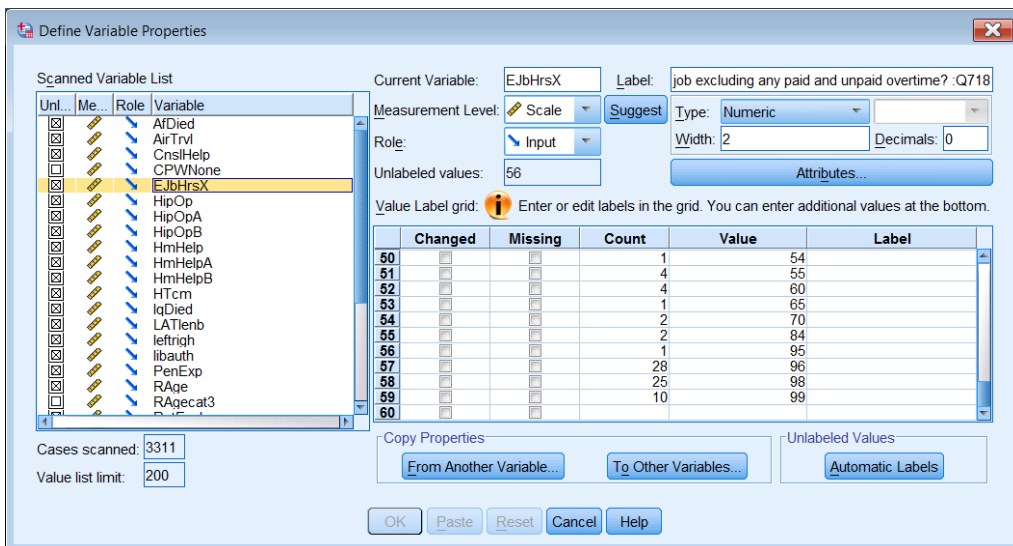 Define Variable Properties
Scanned Variable List
Unl... Me... Role Variable
AfDied
AirTrvl
CnslHelp
CPWNone
EJbHrsX
HipOp
HipOpA
HipOpB
HmHelp
HmHelpA
HmHelpB
HTcm
IgDied
LATlenb
leftrigh
libauth
PenExp
RAge
RAgecat3
Cases scanned: 3311
Value list limit: 200
Current Variable: EJbHrsX Label: job excluding any paid and unpaid overtime? :Q718
Measurement Level: Scale Suggest Type: Numeric
Role: Input Width: 2 Decimals: 0
Unlabeled values: 56 Attributes...
Value Label grid: i Enter or edit labels in the grid. You can enter additional values at the bottom.
Changed Missing Count Value Label
50 1 54
51 4 55
52 4 60
53 1 65
54 2 70
55 2 84
56 1 95
57 28 96
58 25 98
59 10 99
60
Copy Properties Unlabeled Values
From Another Variable... To Other Variables... Automatic Labels
OK Paste Reset Cancel Help